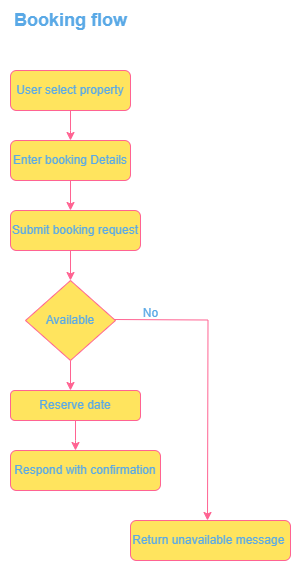 Booking flow
User select property
Enter booking Details
Submit booking request
Available
No
Reserve date
Respond with confirmation
Return unavailable message